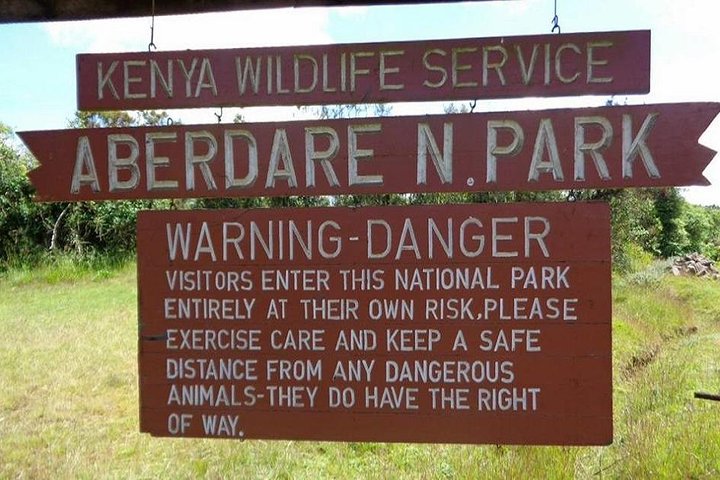 KENYA WILDLIFE SERVICE
ABERDARE N. PARK
WARNING-DANGER
VISITORS ENTER THIS NATIONAL PARK
ENTIRELY AT THEIR OWN RISK,PLEASE
EXERCISE CARE AND KEEP A SAFE
DISTANCE FROM ANY DANGEROUS
ANIMALS-THEY DO HAVE THE RIGHT
OF WAY.